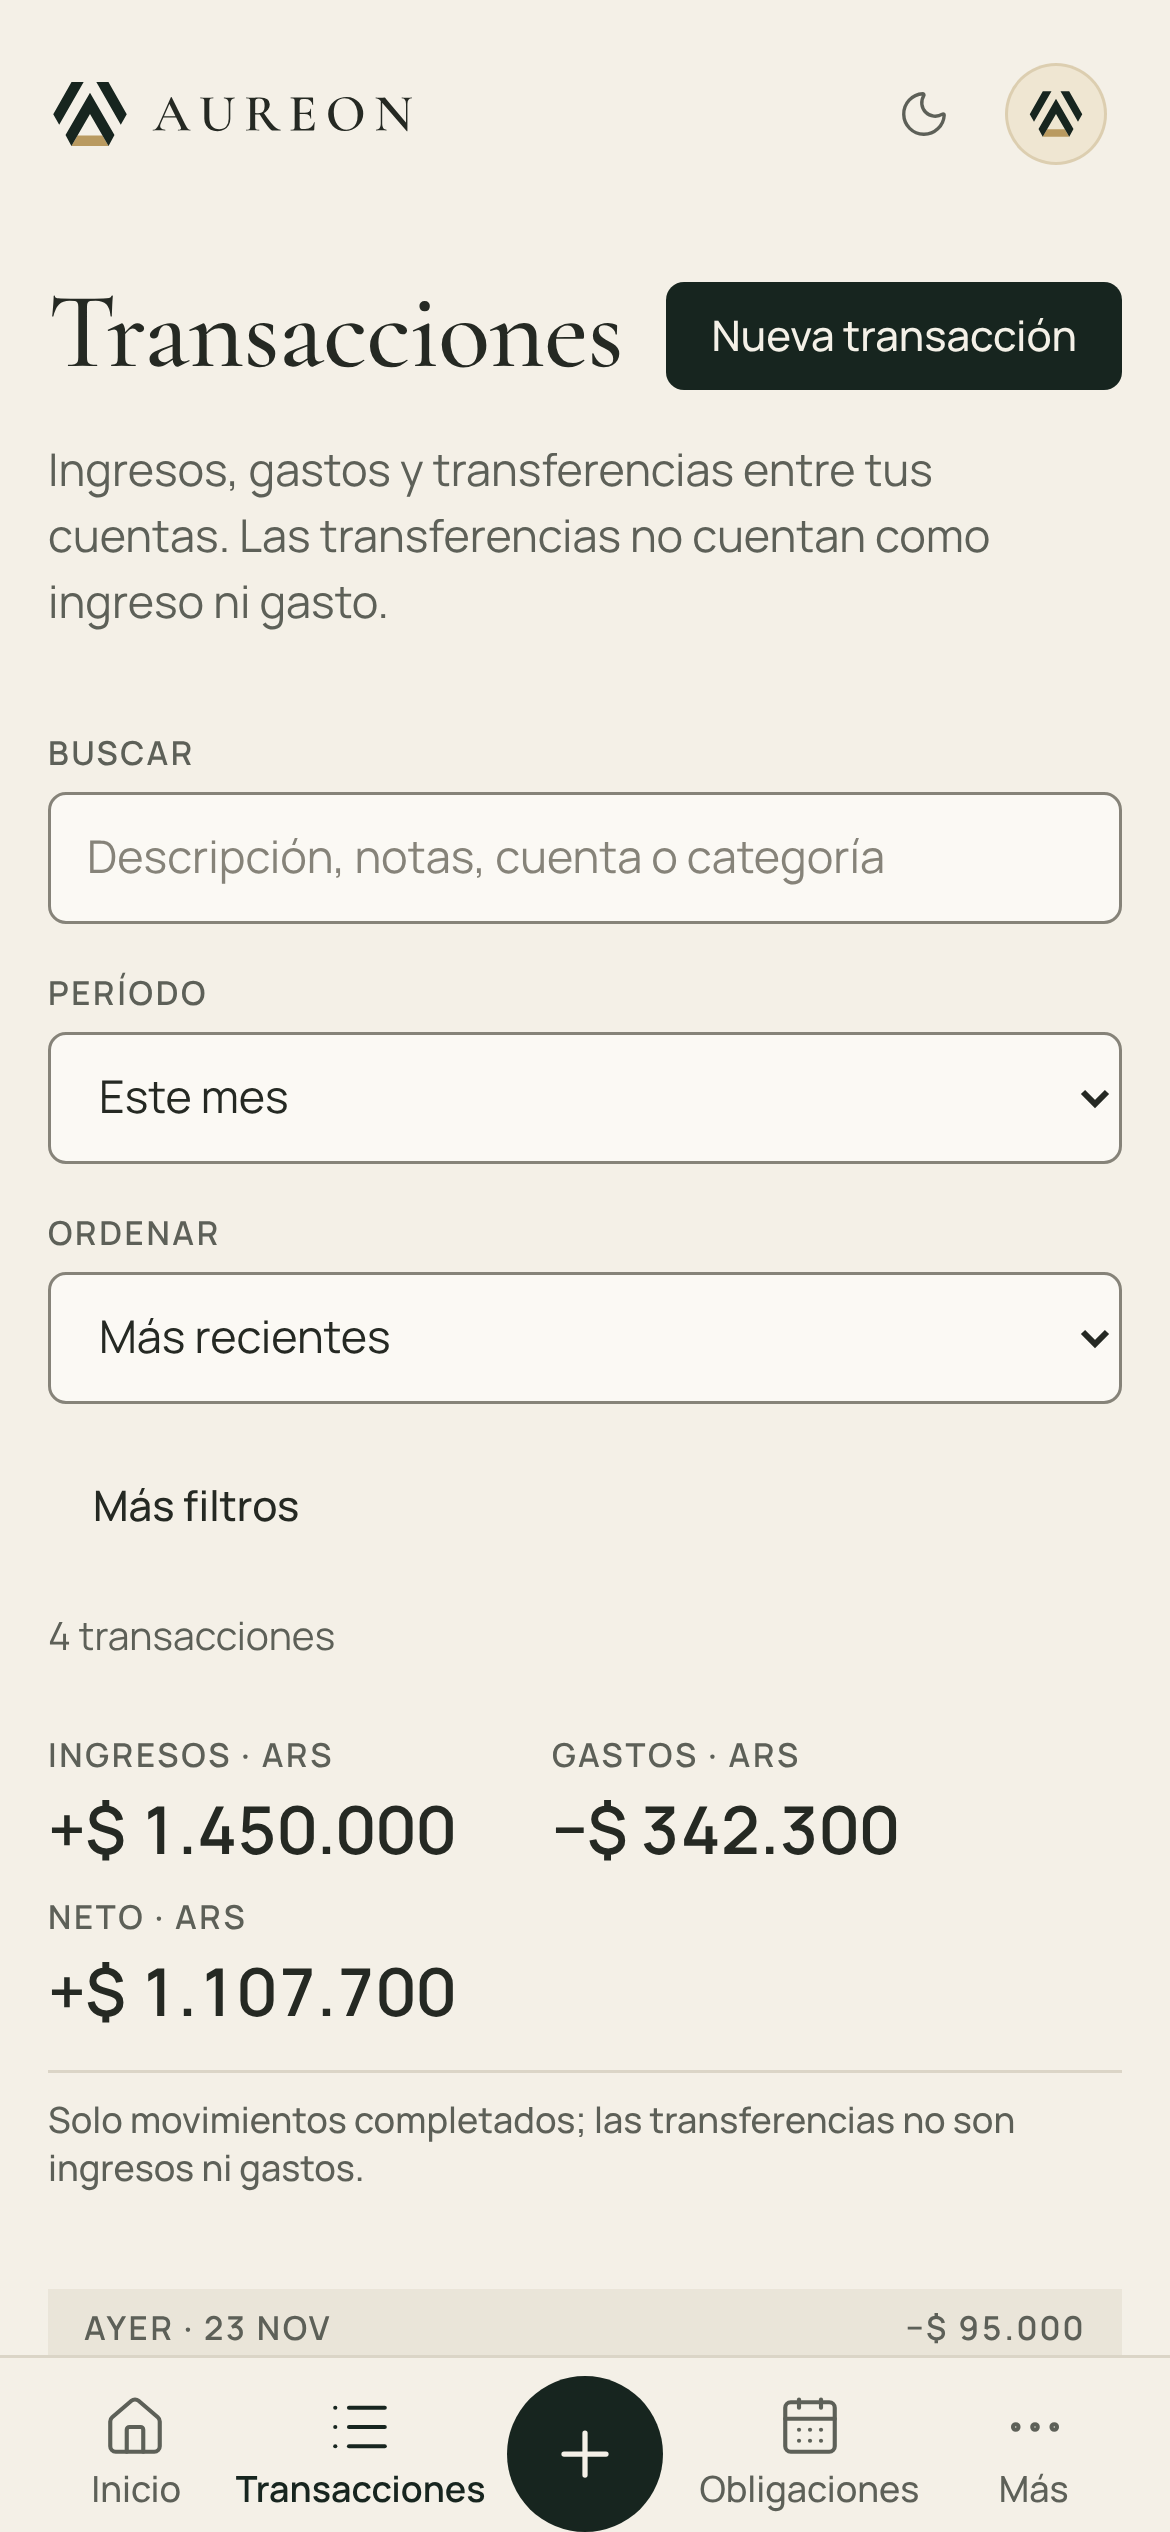 AUREON
Transacciones
Nueva transacción
Ingresos, gastos y transferencias entre tus
cuentas. Las transferencias no cuentan como
ingreso ni gasto.
BUSCAR
Descripción, notas, cuenta o categoría
PERÍODO
Este mes
ORDENAR
Más recientes
Más filtros
4 transacciones
INGRESOS · ARS
+$ 1.450.000
GASTOS · ARS
−$ 342.300
NETO · ARS
+$ 1.107.700
Solo movimientos completados; las transferencias no son
ingresos ni gastos.
AYER · 23 NOV
−$ 95.000
Inicio
Transacciones
Obligaciones
Más